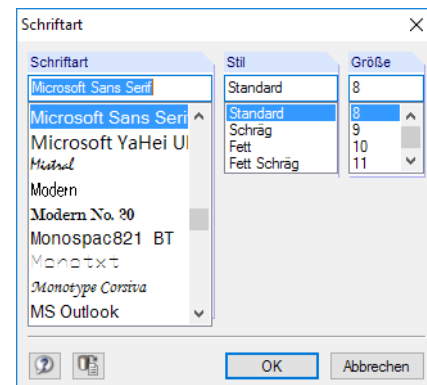 Schriftart
Schriftart
Microsoft Sans Serif
Microsoft Sans Seri
Microsoft YaHei UI
Mistral
Modern
Modern No. 20
Monospac821 BT
Monotxt
Monotype Corsiva
MS Outlook
Stil
Standard
Standard
Schräg
Fett
Fett Schräg
Größe
8
8
9
10
11
OK
Abbrechen